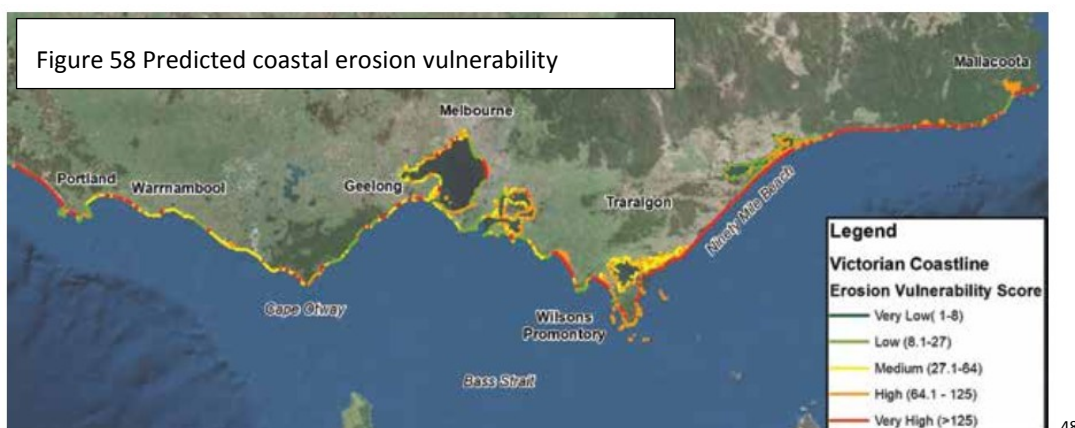 Figure 58 Predicted coastal erosion vulnerability
Mallacoota
Melbourne
Portland
Warrnambool
Geelong
Traralgon
Ninety Mile Beach
Cape Otway
Wilsons
Promontory
Bass Strait
Legend
Victorian Coastline
Erosion Vulnerability Score
Very Low( 1-8)
Low (8.1-27)
Medium (27.1-64)
High (64.1 - 125)
Very High (>125)
48